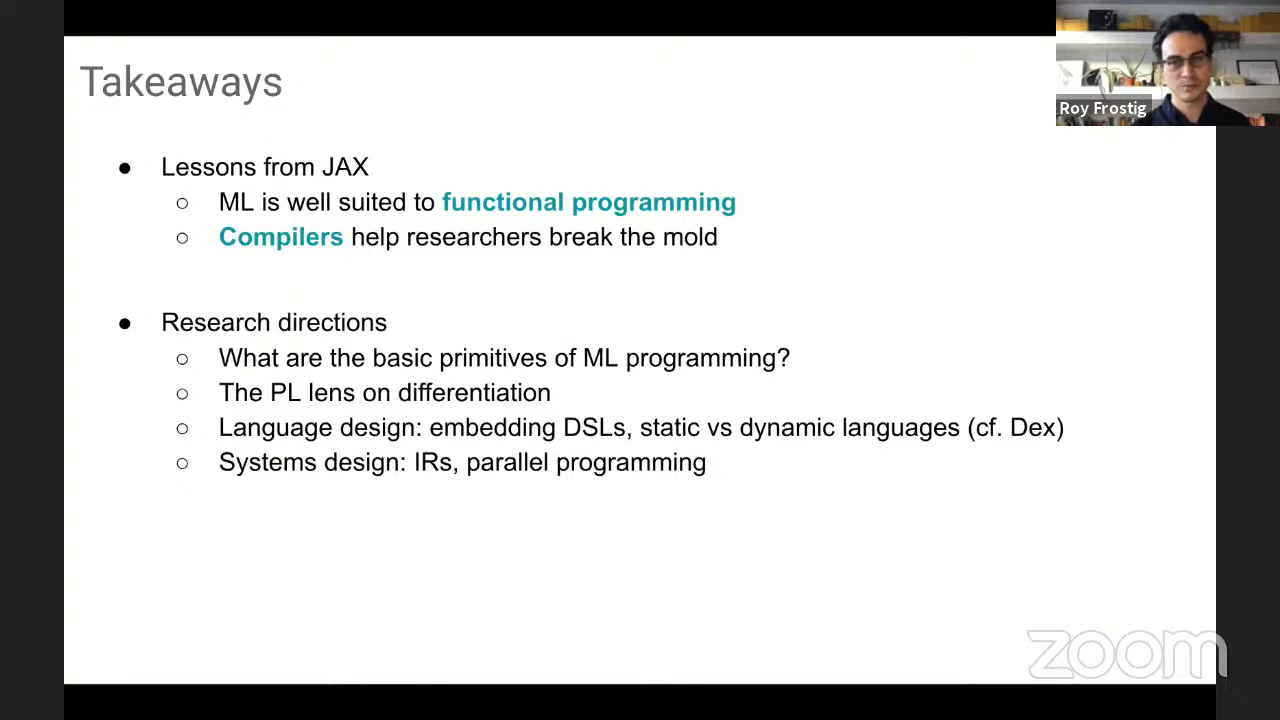 Takeaways
Roy Frostig
● Lessons from JAX
○ ML is well suited to functional programming
○ Compilers help researchers break the mold
● Research directions
○ What are the basic primitives of ML programming?
○ The PL lens on differentiation
○ Language design: embedding DSLs, static vs dynamic languages (cf. Dex)
○ Systems design: IRs, parallel programming
zoom